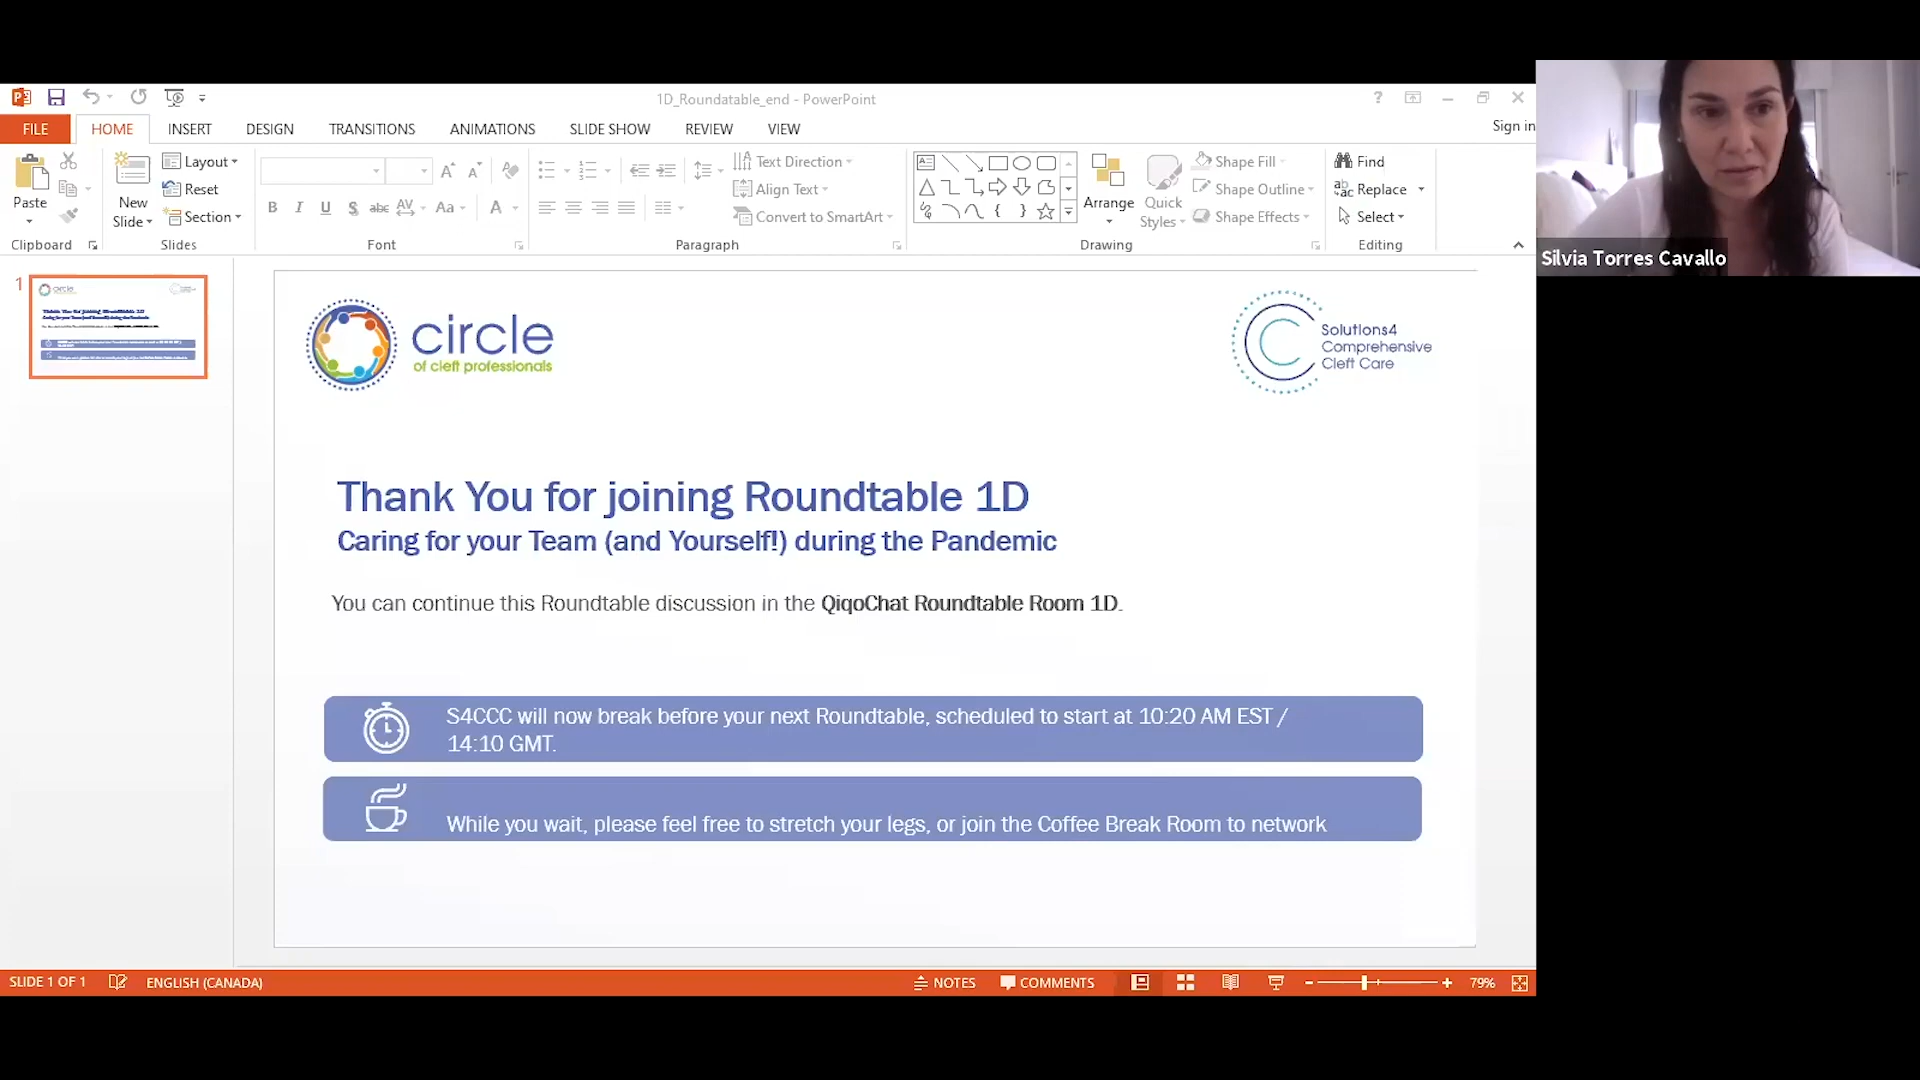 1D_Roundatable_end - PowerPoint
FILE
HOME
INSERT
DESIGN
TRANSITIONS
ANIMATIONS
SLIDE SHOW
REVIEW
VIEW
Sign in
Paste
Clipboard
New
Slide
Layout
Reset
Section
Slides
B I U S abc AV Aa A
Font
Text Direction
Align Text
Convert to SmartArt
Paragraph
Arrange
Quick
Styles
Shape Fill
Shape Outline
Shape Effects
Drawing
Find
Replace
Select
Editing
Silvia Torres Cavallo
1
circle
of cleft professionals
Solutions4
Comprehensive
Cleft Care
Thank You for joining Roundtable 1D
Caring for your Team (and Yourself!) during the Pandemic
You can continue this Roundtable discussion in the QiqoChat Roundtable Room 1D.
S4CCC will now break before your next Roundtable, scheduled to start at 10:20 AM EST /
14:10 GMT.
While you wait, please feel free to stretch your legs, or join the Coffee Break Room to network
SLIDE 1 OF 1
ENGLISH (CANADA)
NOTES
COMMENTS
79%